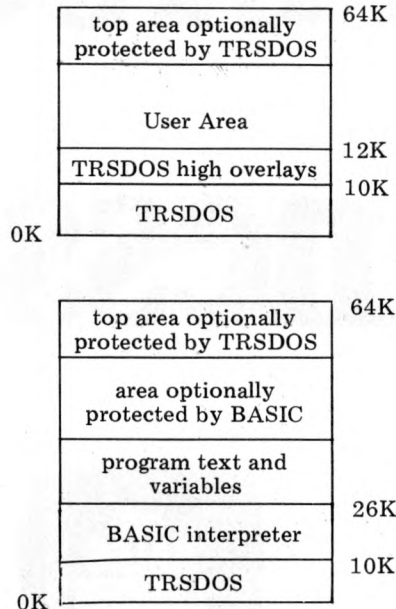 64K
top area optionally
protected by TRSDOS
User Area
12K
TRSDOS high overlays
10K
TRSDOS
0K
64K
top area optionally
protected by TRSDOS
area optionally
protected by BASIC
program text and
variables
26K
BASIC interpreter
10K
TRSDOS
0K